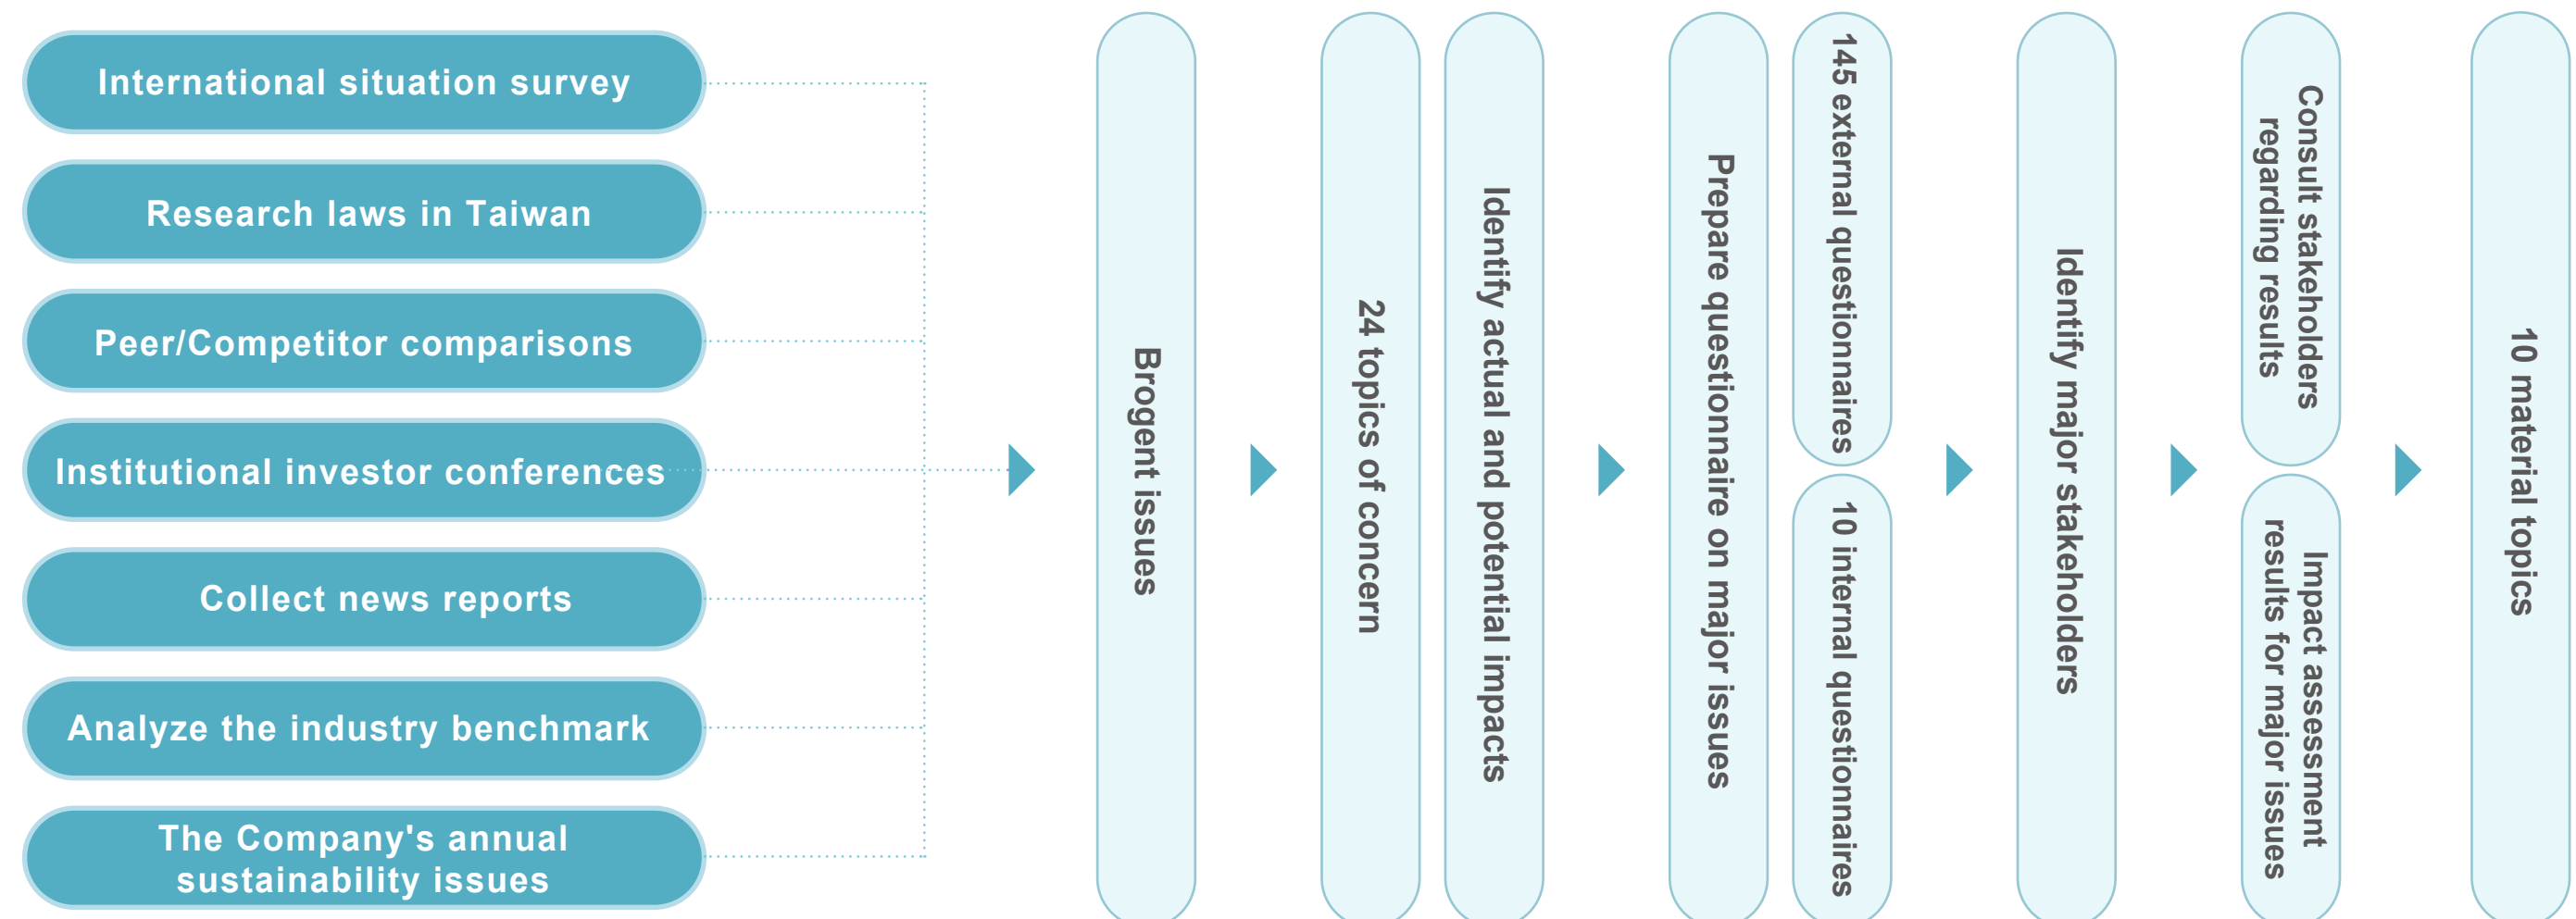 International situation survey
Research laws in Taiwan
Peer/Competitor comparisons
Institutional investor conferences
Collect news reports
Analyze the industry benchmark
The Company's annual
sustainability issues
Brogent issues
24 topics of concern
Identify actual and potential impacts
Prepare questionnaire on major issues
145 external questionnaires
10 internal questionnaires
Identify major stakeholders
Consult stakeholders
regarding results
Impact assessment
results for major issues
10 material topics